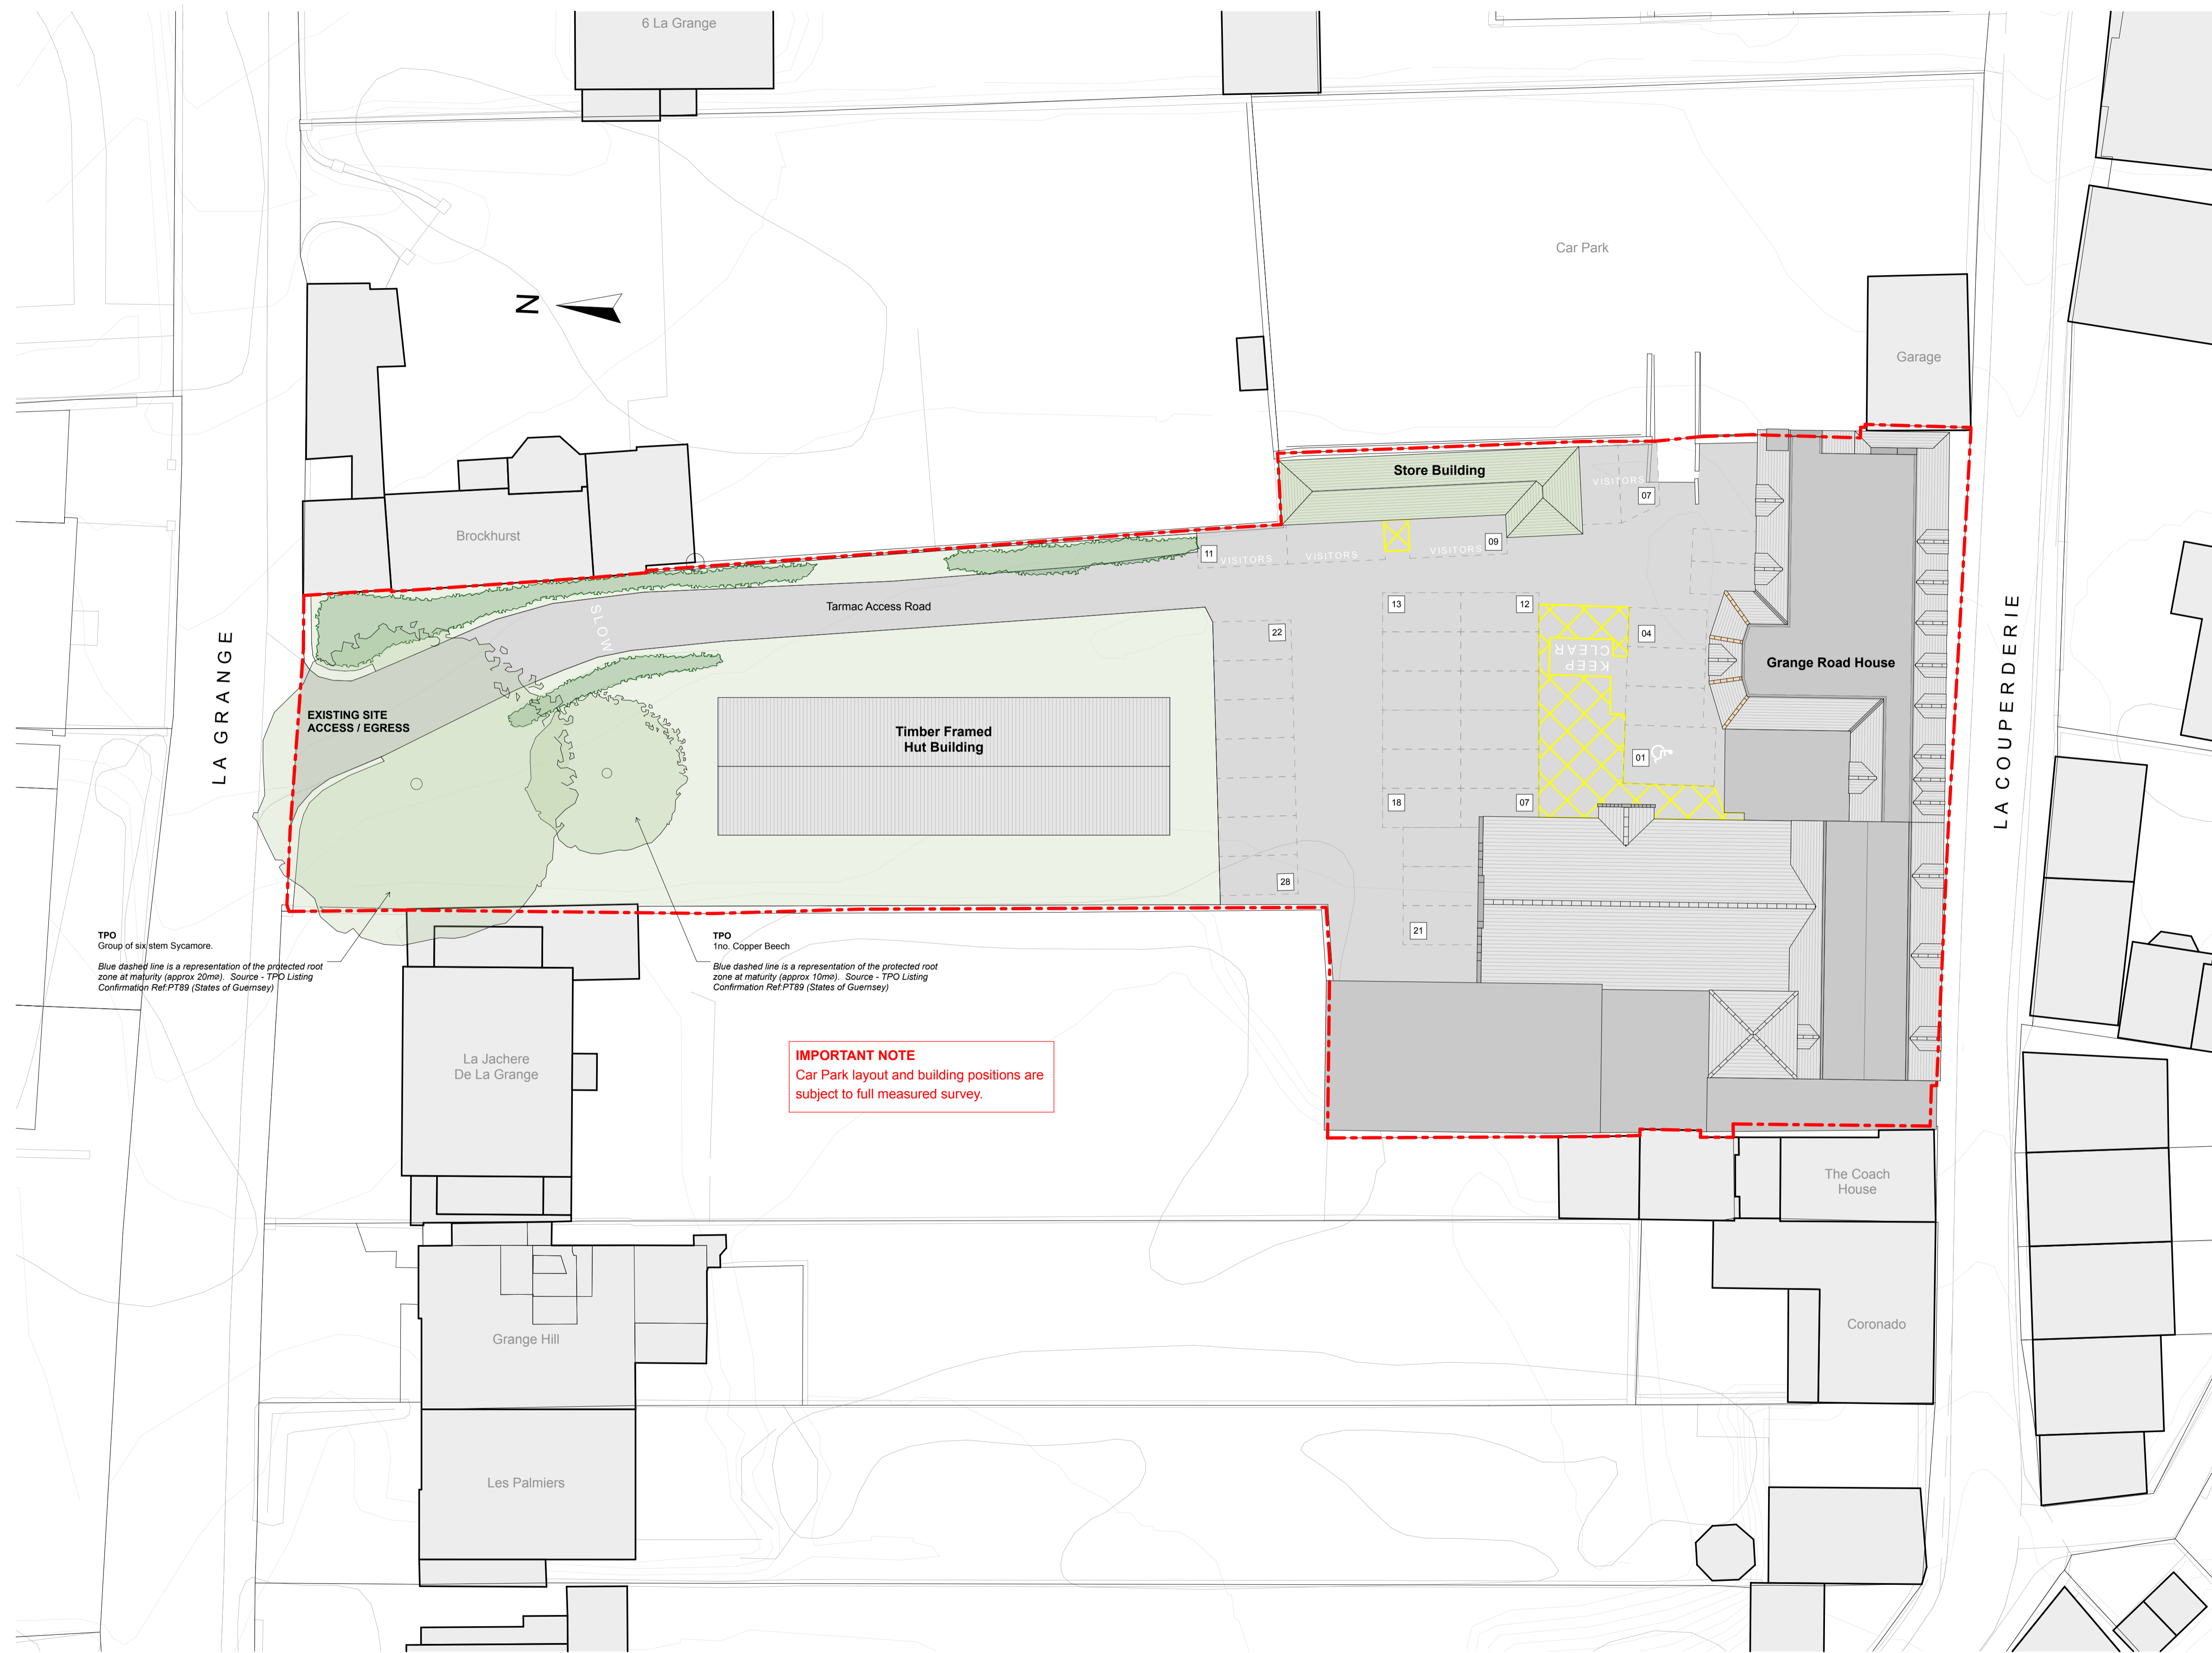 6 La Grange
Car Park
N
Garage
Store Building
VISITORS
07
Brockhurst
11
VISITORS
VISITORS
VISITORS
09
SLOW
Tarmac Access Road
13
12
22
04
KEEP
CLEAR
Grange Road House
LA GRANGE
LA COUPERDERIE
EXISTING SITE
ACCESS / EGRESS
Timber Framed
Hut Building
01
18
07
28
21
TPO
Group of six stem Sycamore.
Blue dashed line is a representation of the protected root
zone at maturity (approx 20mø).  Source - TPO Listing
Confirmation Ref:PT89 (States of Guernsey)
TPO
1no. Copper Beech
Blue dashed line is a representation of the protected root
zone at maturity (approx 10mø).  Source - TPO Listing
Confirmation Ref:PT89 (States of Guernsey)
La Jachere
De La Grange
IMPORTANT NOTE
Car Park layout and building positions are
subject to full measured survey.
The Coach
House
Grange Hill
Coronado
Les Palmiers